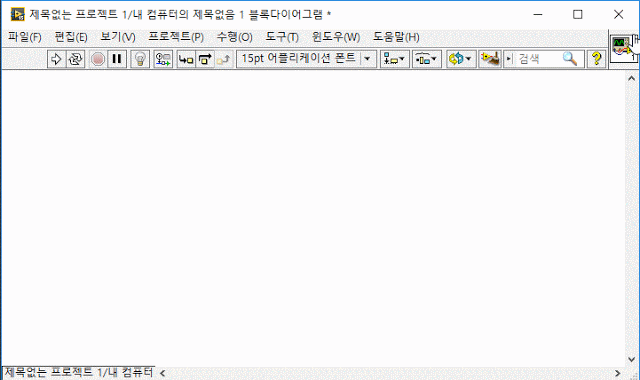 제목없는 프로젝트 1/내 컴퓨터의 제목없음 1 블록다이어그램 *
파일(F) 편집(E) 보기(V) 프로젝트(P) 수행(O) 도구(T) 윈도우(W) 도움말(H)
15pt 어플리케이션 폰트 검색 ?
1
제목없는 프로젝트 1/내 컴퓨터